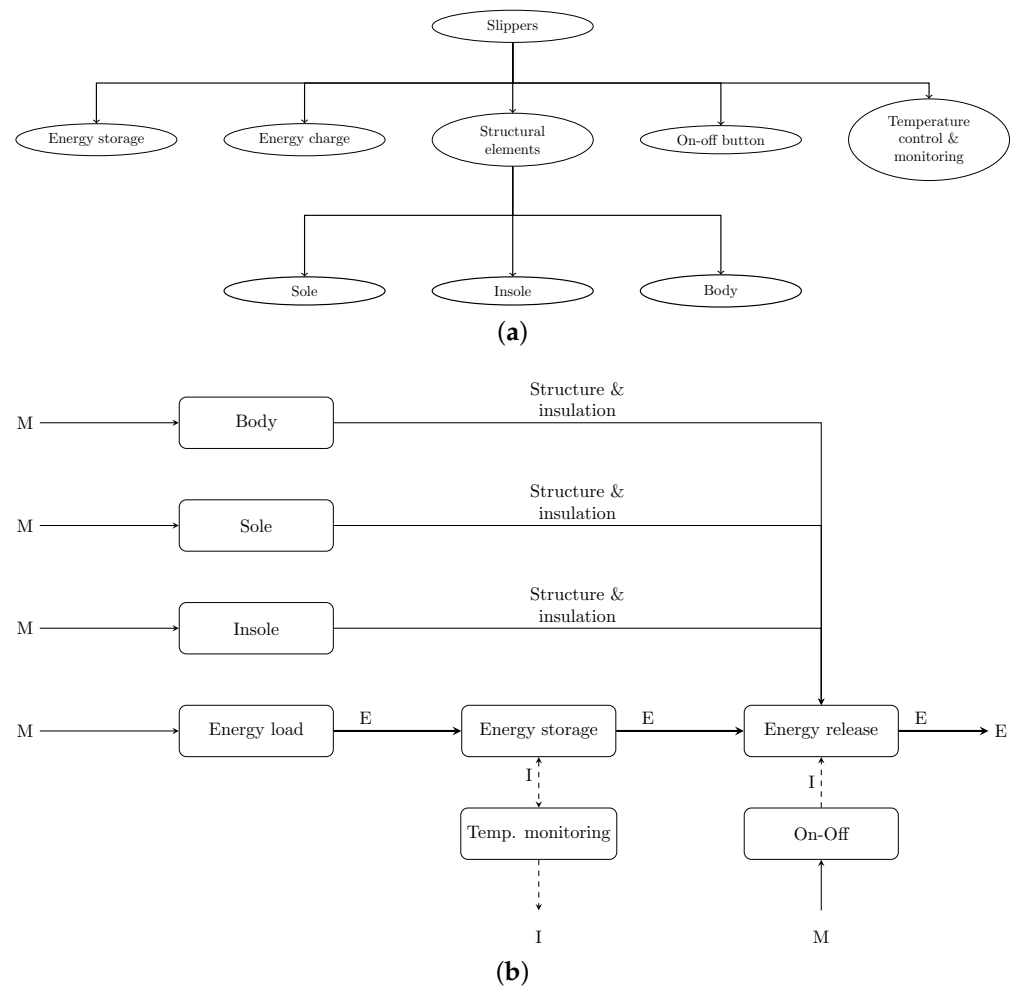 Slippers
Energy storage
Energy charge
Structural
elements
On-off button
Temperature
control &
monitoring
Sole
Insole
Body
(a)
Structure &
insulation
M
Body
Structure &
insulation
M
Sole
Structure &
insulation
M
Insole
M
Energy load
E
Energy storage
E
Energy release
E
E
I
I
Temp. monitoring
On-Off
I
M
(b)